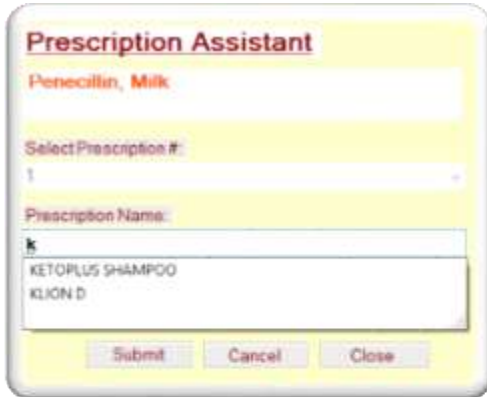 Prescription Assistant
Penecillin, Milk
Select Prescription #:
1
Prescription Name:
k
KETOPLUS SHAMPOO
KLION D
Submit Cancel Close